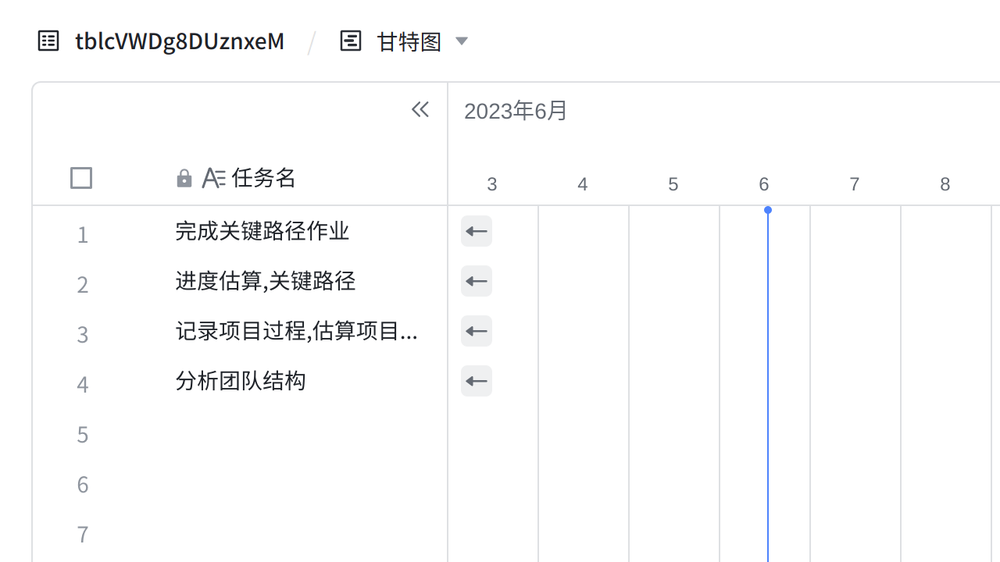 tblcVWDg8DUznxeM / 甘特图
2023年6月
任务名
3 4 5 6 7 8
1 完成关键路径作业
2 进度估算,关键路径
3 记录项目过程,估算项目...
4 分析团队结构
5
6
7